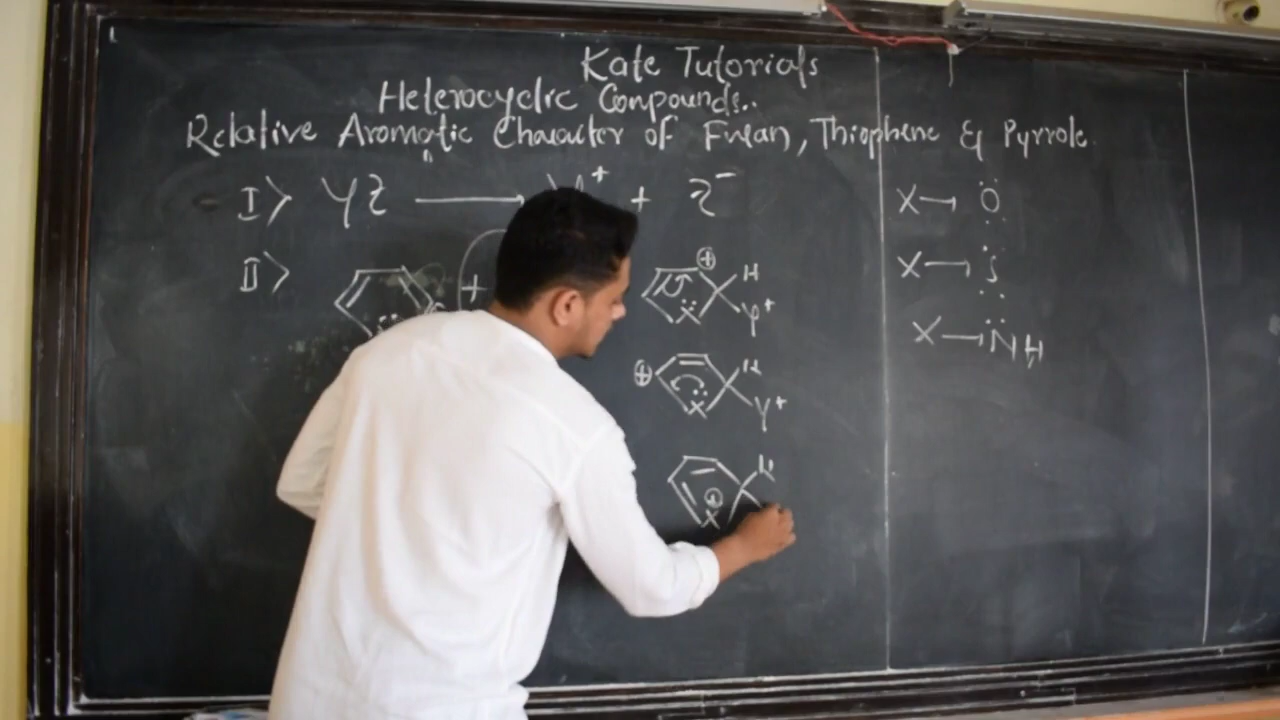 Kate Tutorials
Heterocyclic Compounds..
Relative Aromatic Character of Furan, Thiophene & Pyrrole.
I> YZ ⟶ + Z⁻
II> +
⊕ H
X Y⁺
⊕ H
X Y⁺
H
⊕
X
X → O
X → S
X → NH